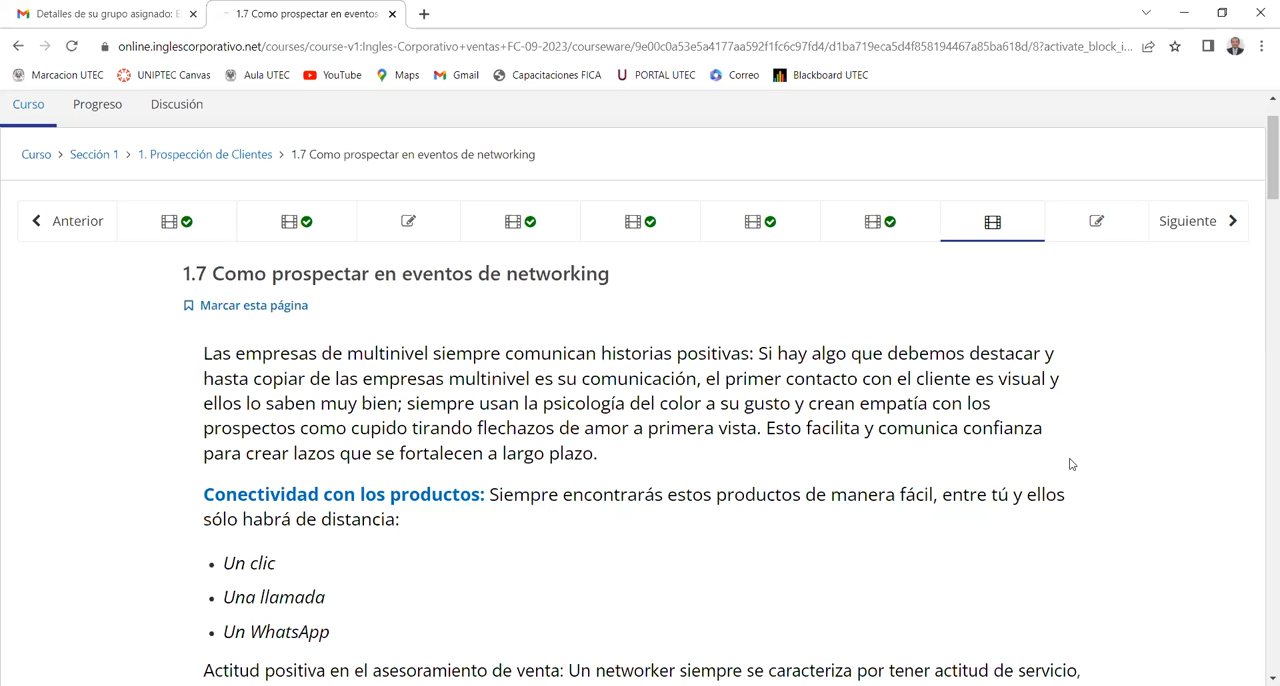 Detalles de su grupo asignado: E
1.7 Como prospectar en eventos
online.inglescorporativo.net/courses/course-v1:Ingles-Corporativo+ventas+FC-09-2023/courseware/9e00c0a53e5a4177aa592f1fc6c97fd4/d1ba719eca5d4f858194467a85ba618d/8?activate_block_i...
Marcacion UTEC UNIPTEC Canvas Aula UTEC YouTube Maps Gmail Capacitaciones FICA PORTAL UTEC Correo Blackboard UTEC
Curso Progreso Discusión
Curso > Sección 1 > 1. Prospección de Clientes > 1.7 Como prospectar en eventos de networking
Anterior Siguiente
1.7 Como prospectar en eventos de networking
Marcar esta página
Las empresas de multinivel siempre comunican historias positivas: Si hay algo que debemos destacar y
hasta copiar de las empresas multinivel es su comunicación, el primer contacto con el cliente es visual y
ellos lo saben muy bien; siempre usan la psicología del color a su gusto y crean empatía con los
prospectos como cupido tirando flechazos de amor a primera vista. Esto facilita y comunica confianza
para crear lazos que se fortalecen a largo plazo.
Conectividad con los productos: Siempre encontrarás estos productos de manera fácil, entre tú y ellos
sólo habrá de distancia:
• Un clic
• Una llamada
• Un WhatsApp
Actitud positiva en el asesoramiento de venta: Un networker siempre se caracteriza por tener actitud de servicio,